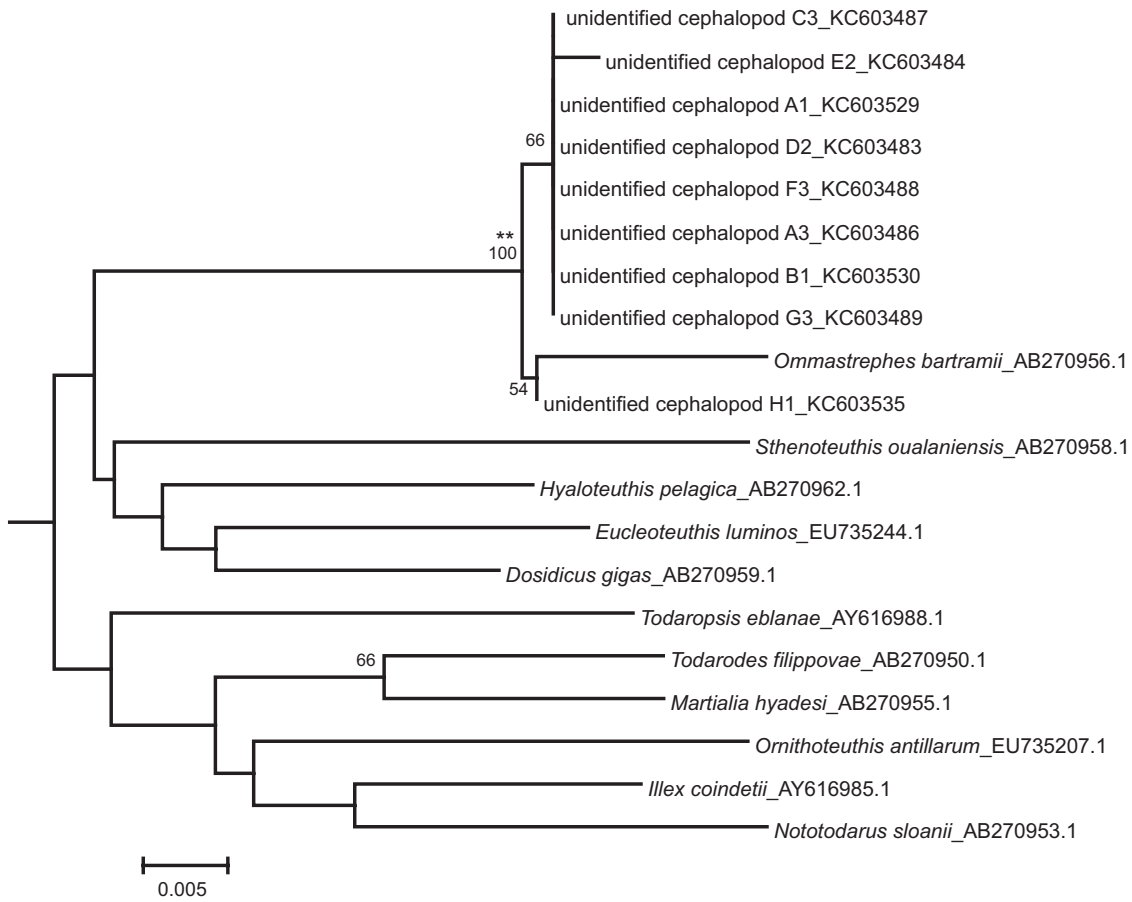 unidentified cephalopod C3_KC603487
unidentified cephalopod E2_KC603484
unidentified cephalopod A1_KC603529
66
unidentified cephalopod D2_KC603483
unidentified cephalopod F3_KC603488
unidentified cephalopod A3_KC603486
**
100
unidentified cephalopod B1_KC603530
unidentified cephalopod G3_KC603489
Ommastrephes bartramii_AB270956.1
54
unidentified cephalopod H1_KC603535
Sthenoteuthis oualaniensis_AB270958.1
Hyaloteuthis pelagica_AB270962.1
Eucleoteuthis luminos_EU735244.1
Dosidicus gigas_AB270959.1
Todaropsis eblanae_AY616988.1
66
Todarodes filippovae_AB270950.1
Martialia hyadesi_AB270955.1
Ornithoteuthis antillarum_EU735207.1
Illex coindetii_AY616985.1
Nototodarus sloanii_AB270953.1
0.005